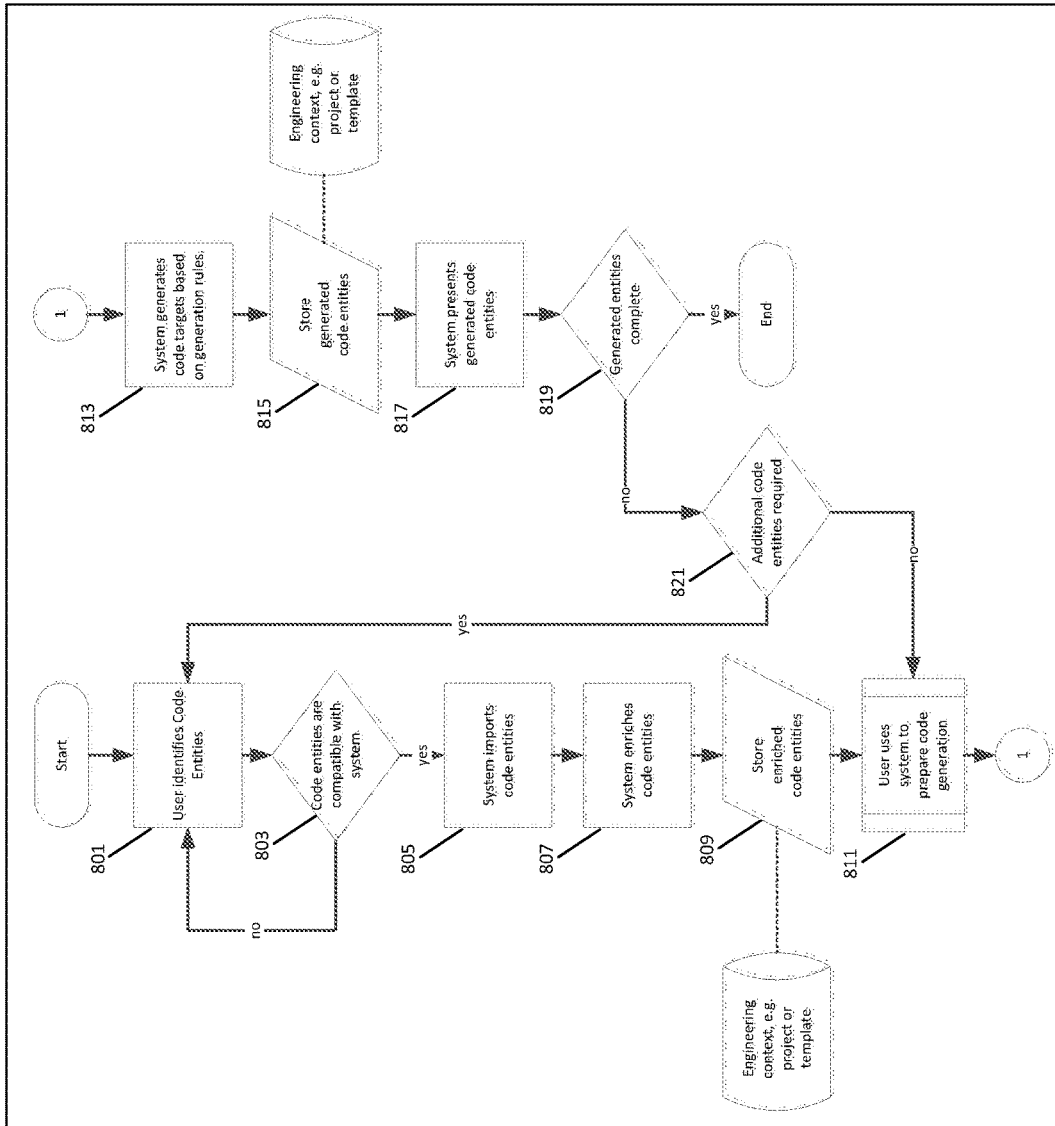 Start
User identifies Code
Entities
801
Code entities are
compatible with
system
803
no
yes
System imports
code entities
805
System enriches
code entities
807
Store
enriched
code entities
809
Engineering
context, e.g.
project or
template
User uses
system to
prepare code
generation
811
1
1
System generates
code targets based
on generation rules
813
Store
generated
code entities
815
Engineering
context, e.g.
project or
template
System presents
generated code
entities
817
Generated entities
complete
819
yes
End
no
Additional code
entities required
821
yes
no